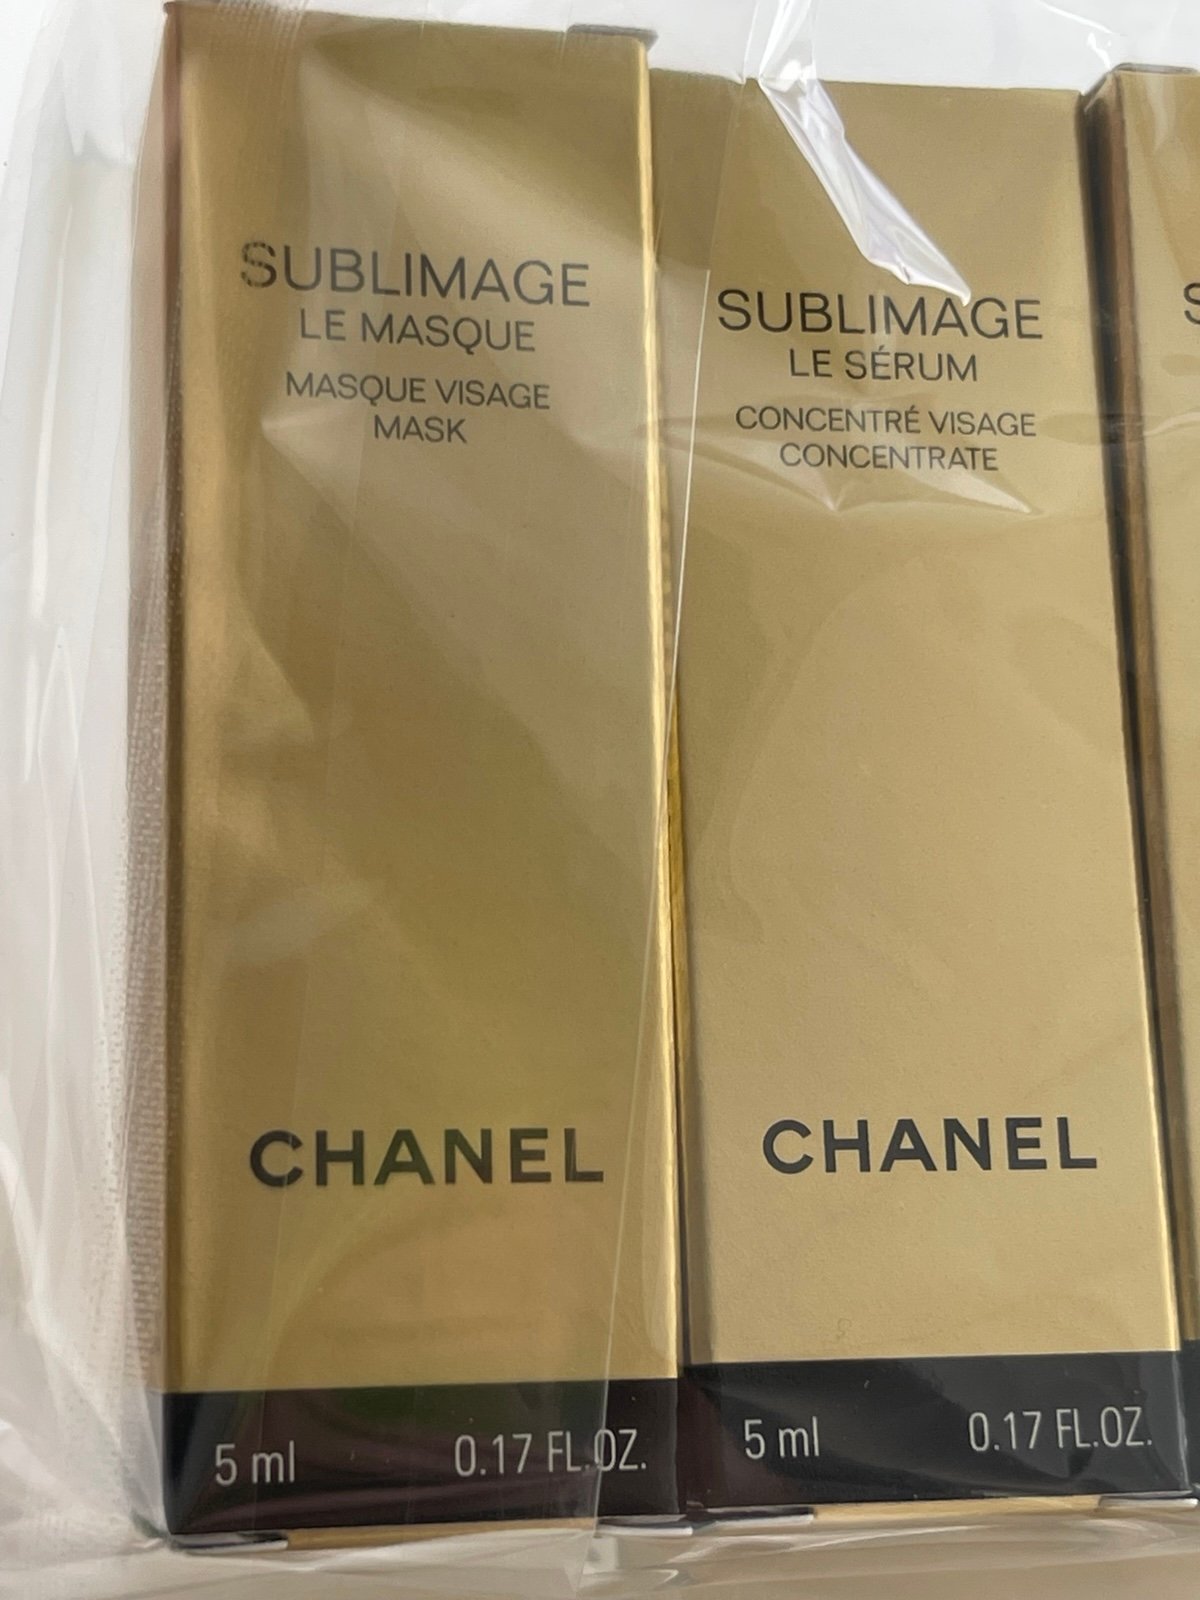 SUBLIMAGE
LE MASQUE
MASQUE VISAGE
MASK
CHANEL
5 ml 0.17 FL.OZ.
SUBLIMAGE
LE SÉRUM
CONCENTRÉ VISAGE
CONCENTRATE
CHANEL
5 ml 0.17 FL.OZ.
S